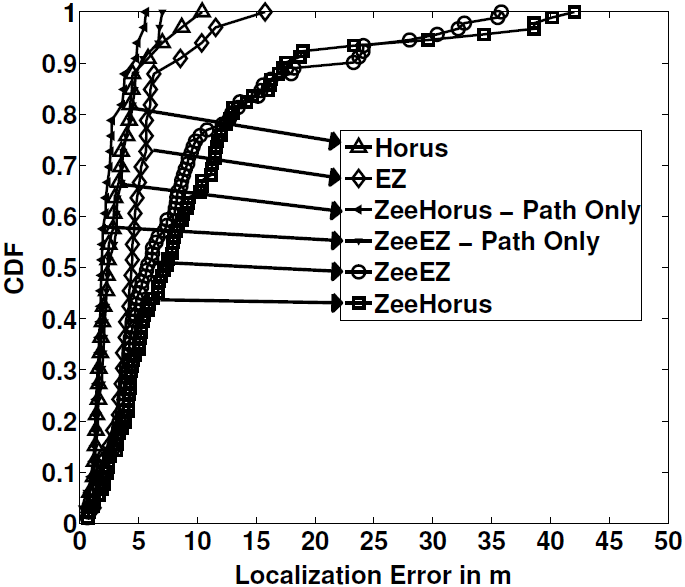 1
0.9
0.8
0.7
0.6
0.5
0.4
0.3
0.2
0.1
0
CDF
Horus
EZ
ZeeHorus – Path Only
ZeeEZ – Path Only
ZeeEZ
ZeeHorus
0 5 10 15 20 25 30 35 40 45 50
Localization Error in m